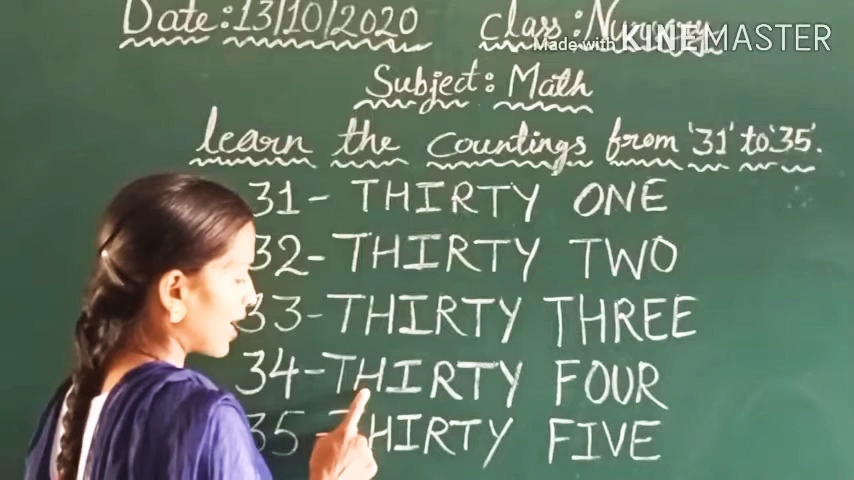 Date:13/10/2020 class:Nursery
Made with KINEMASTER
Subject: Math
learn the countings from '31' to '35'.
31- THIRTY ONE
32- THIRTY TWO
33- THIRTY THREE
34- THIRTY FOUR
35- THIRTY FIVE